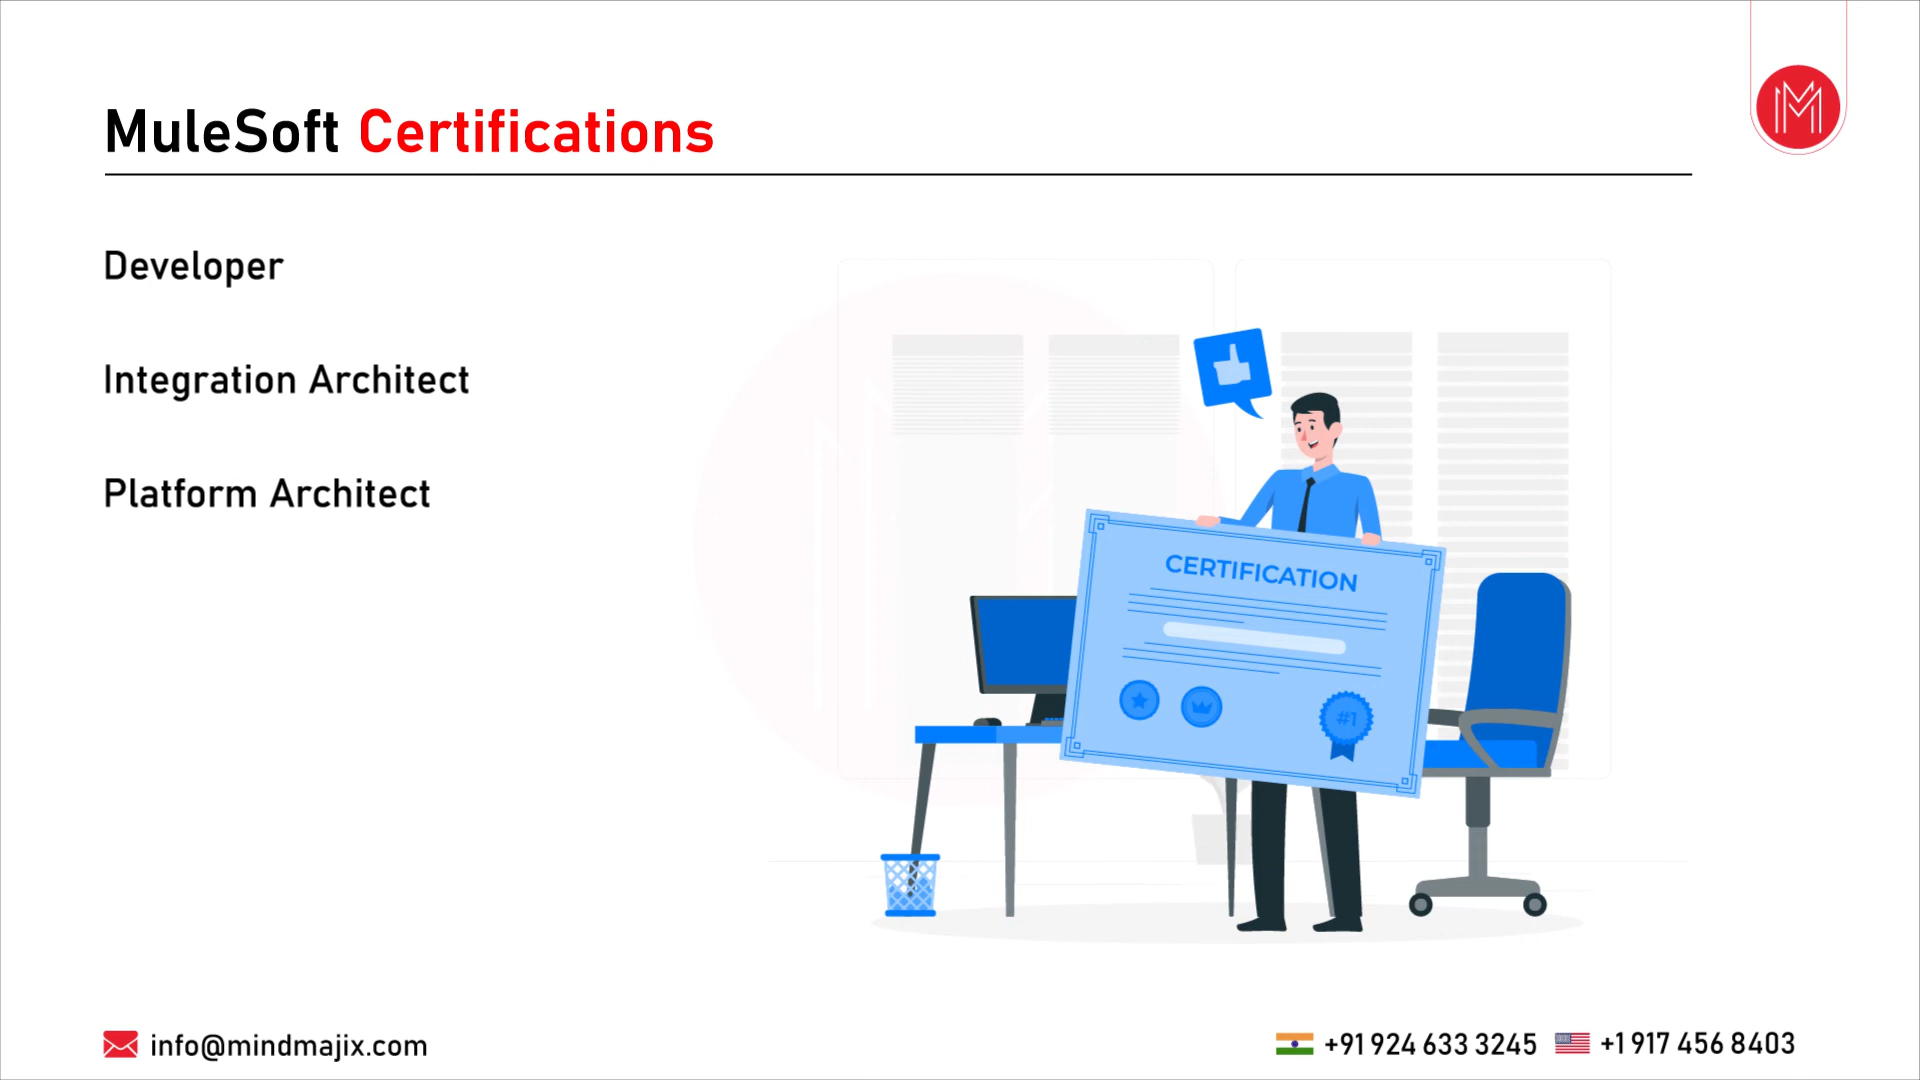 MuleSoft Certifications
Developer
Integration Architect
Platform Architect
CERTIFICATION
#1
info@mindmajix.com
+91 924 633 3245
+1 917 456 8403